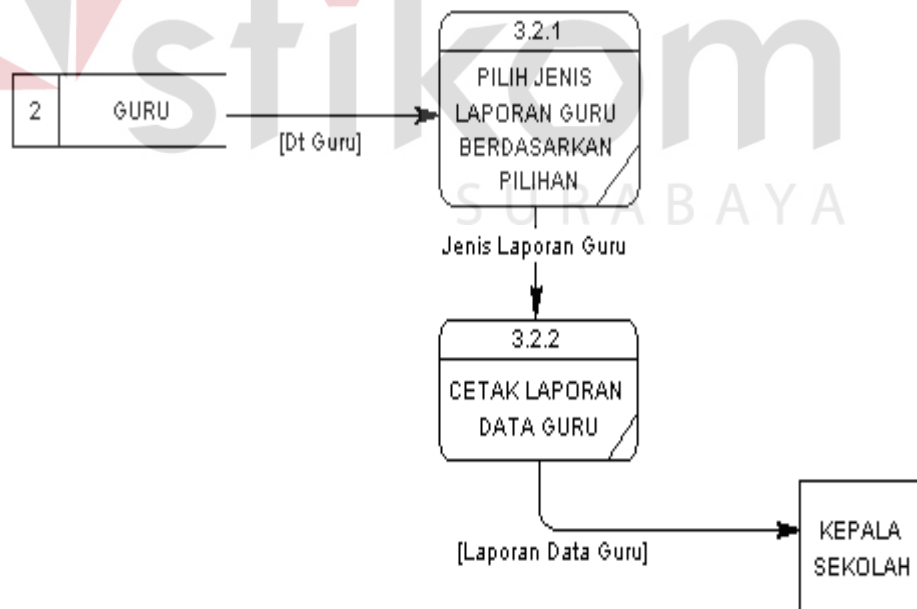 stikom
SURABAYA
3.2.1
PILIH JENIS
LAPORAN GURU
BERDASARKAN
PILIHAN
2 GURU
[Dt Guru]
Jenis Laporan Guru
3.2.2
CETAK LAPORAN
DATA GURU
[Laporan Data Guru]
KEPALA
SEKOLAH